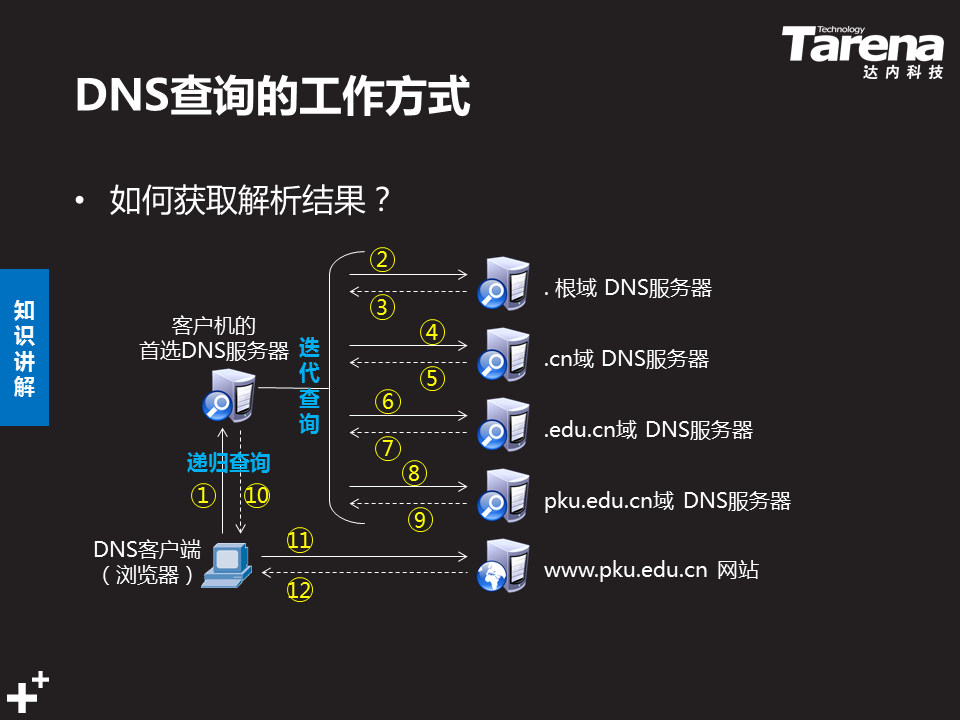 Technology
Tarena
达内科技
DNS查询的工作方式
• 如何获取解析结果？
知
识
讲
解
客户机的
首选DNS服务器
迭
代
查
询
递归查询
①
⑩
②
③
④
⑤
⑥
⑦
⑧
⑨
. 根域 DNS服务器
.cn域 DNS服务器
.edu.cn域 DNS服务器
pku.edu.cn域 DNS服务器
DNS客户端
（浏览器）
⑪
⑫
www.pku.edu.cn 网站